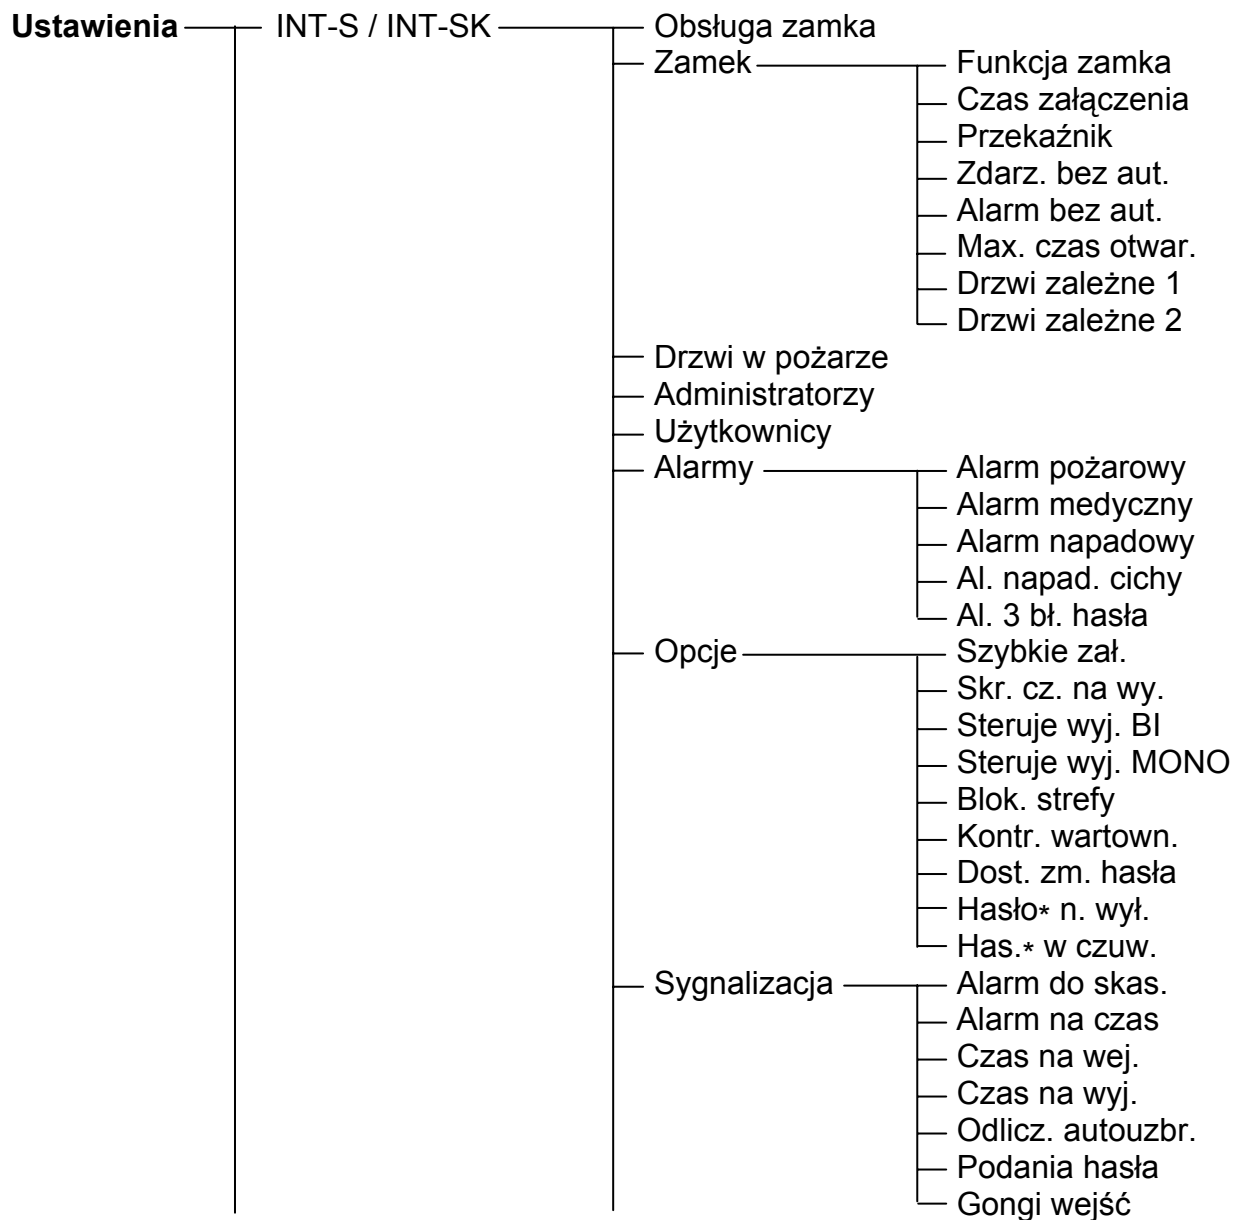 Ustawienia INT-S / INT-SK Obsługa zamka
Zamek Funkcja zamka
Czas załączenia
Przekaźnik
Zdarz. bez aut.
Alarm bez aut.
Max. czas otwar.
Drzwi zależne 1
Drzwi zależne 2
Drzwi w pożarze
Administratorzy
Użytkownicy
Alarmy Alarm pożarowy
Alarm medyczny
Alarm napadowy
Al. napad. cichy
Al. 3 bł. hasła
Opcje Szybkie zał.
Skr. cz. na wy.
Steruje wyj. BI
Steruje wyj. MONO
Blok. strefy
Kontr. wartown.
Dost. zm. hasła
Hasło* n. wył.
Has.* w czuw.
Sygnalizacja Alarm do skas.
Alarm na czas
Czas na wej.
Czas na wyj.
Odlicz. autouzbr.
Podania hasła
Gongi wejść